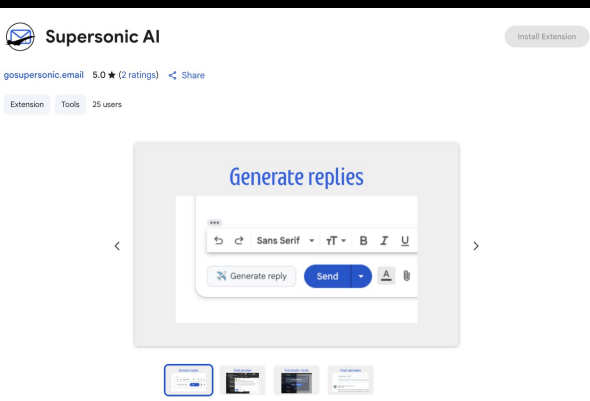 Supersonic AI
Install Extension
gosupersonic.email 5.0 ★ (2 ratings) Share
Extension Tools 25 users
Generate replies
Sans Serif B I U
Generate reply Send A